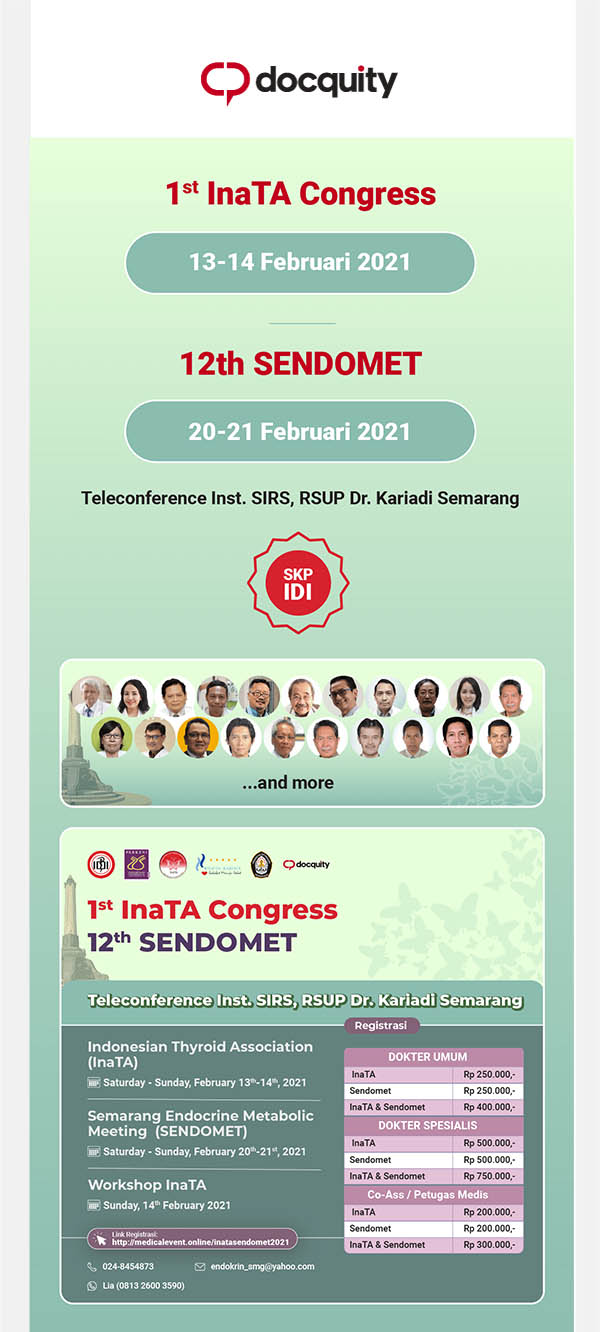 docquity
1st InaTA Congress
13-14 Februari 2021
12th SENDOMET
20-21 Februari 2021
Teleconference Inst. SIRS, RSUP Dr. Kariadi Semarang
SKP
IDI
...and more
docquity
1st InaTA Congress
12th SENDOMET
Teleconference Inst. SIRS, RSUP Dr. Kariadi Semarang
Registrasi
Indonesian Thyroid Association
(InaTA)
Saturday - Sunday, February 13th-14th, 2021
Semarang Endocrine Metabolic
Meeting (SENDOMET)
Saturday - Sunday, February 20th-21st, 2021
Workshop InaTA
Sunday, 14th February 2021
Link Registrasi:
http://medicalevent.online/inatasendomet2021
024-8454873
endokrin_smg@yahoo.com
Lia (0813 2600 3590)
DOKTER UMUM
InaTA Rp 250.000,-
Sendomet Rp 250.000,-
InaTA & Sendomet Rp 400.000,-
DOKTER SPESIALIS
InaTA Rp 500.000,-
Sendomet Rp 500.000,-
InaTA & Sendomet Rp 750.000,-
Co-Ass / Petugas Medis
InaTA Rp 200.000,-
Sendomet Rp 200.000,-
InaTA & Sendomet Rp 300.000,-